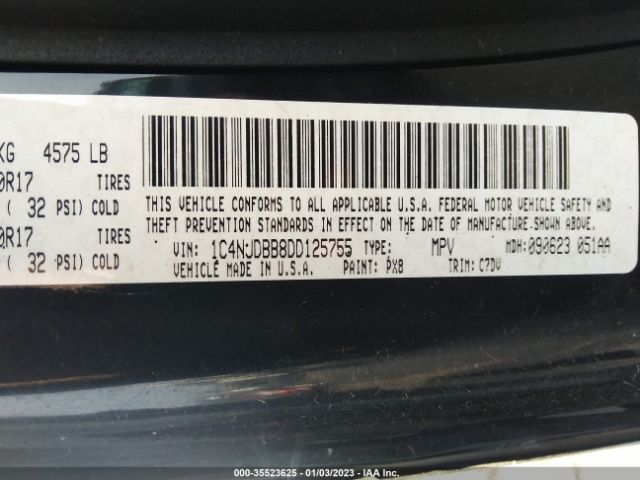 KG 4575 LB
0R17 TIRES
( 32 PSI) COLD
0R17 TIRES
( 32 PSI) COLD
THIS VEHICLE CONFORMS TO ALL APPLICABLE U.S.A. FEDERAL MOTOR VEHICLE SAFETY AND
THEFT PREVENTION STANDARDS IN EFFECT ON THE DATE OF MANUFACTURE.SHOWN ABOVE.
VIN: 1C4NJDBB8DD125755 TYPE: MPV MDH:090623 051AA
VEHICLE MADE IN U.S.A. PAINT: PX8 TRIM: C7DV
000-35523625 - 01/03/2023 - IAA Inc.